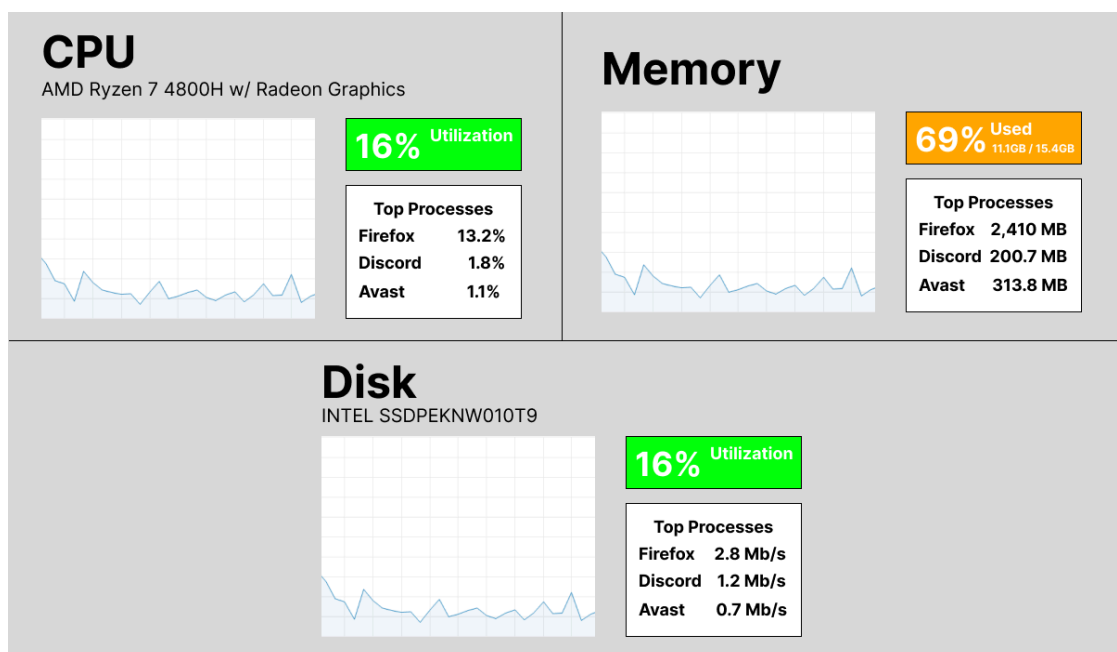 CPU
AMD Ryzen 7 4800H w/ Radeon Graphics
16% Utilization
Top Processes
Firefox 13.2%
Discord 1.8%
Avast 1.1%
Memory
69% Used
11.1GB / 15.4GB
Top Processes
Firefox 2,410 MB
Discord 200.7 MB
Avast 313.8 MB
Disk
INTEL SSDPEKNW010T9
16% Utilization
Top Processes
Firefox 2.8 Mb/s
Discord 1.2 Mb/s
Avast 0.7 Mb/s